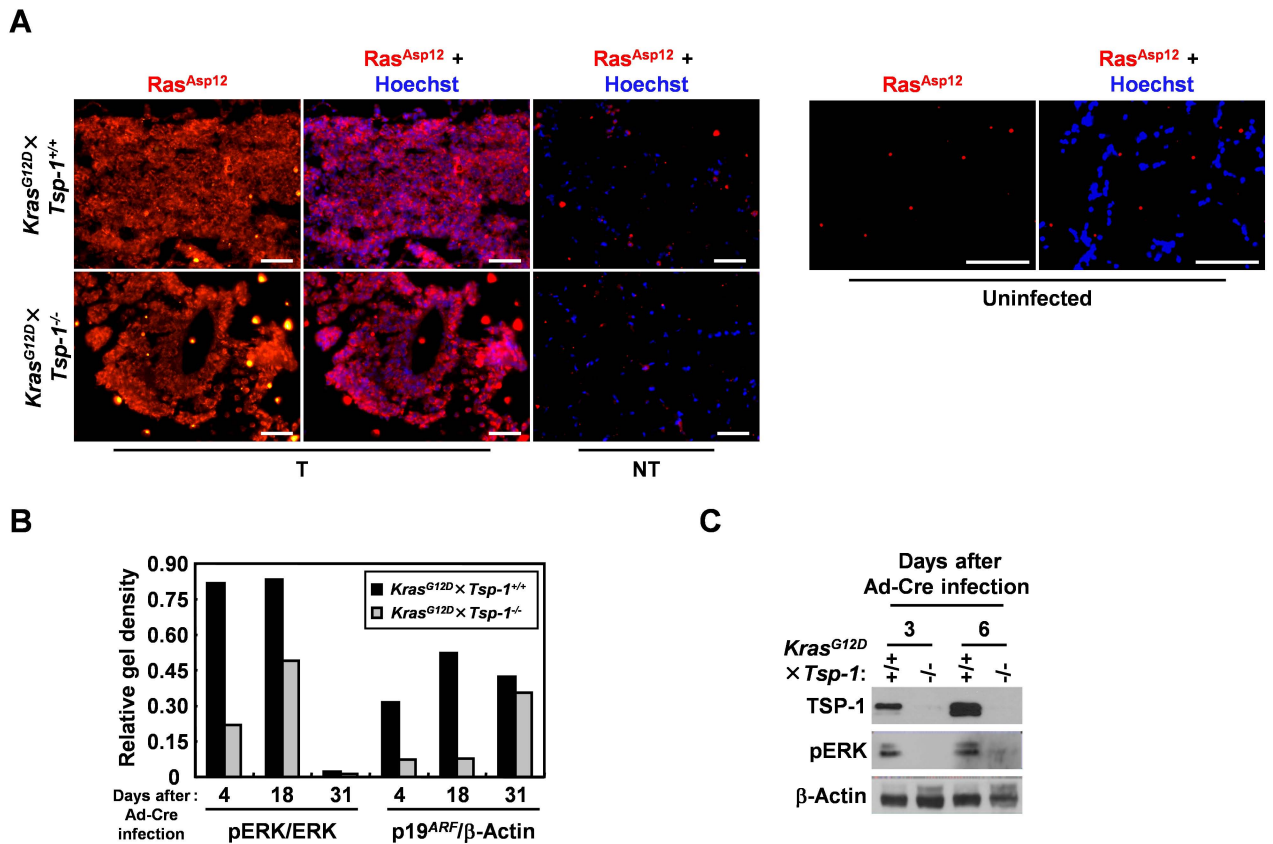 A
Ras^Asp12
Ras^Asp12 +
Hoechst
Ras^Asp12 +
Hoechst
Ras^Asp12
Ras^Asp12 +
Hoechst
Kras^G12D ×
Tsp-1^+/+
Kras^G12D ×
Tsp-1^-/-
T
NT
Uninfected
B
Relative gel density
0.90
0.75
0.60
0.45
0.30
0.15
0
Kras^G12D × Tsp-1^+/+
Kras^G12D × Tsp-1^-/-
Days after :
Ad-Cre
infection
4 18 31 4 18 31
pERK/ERK
p19^ARF/β-Actin
C
Days after
Ad-Cre infection
3 6
Kras^G12D
× Tsp-1: +/+ -/- +/+ -/-
TSP-1
pERK
β-Actin